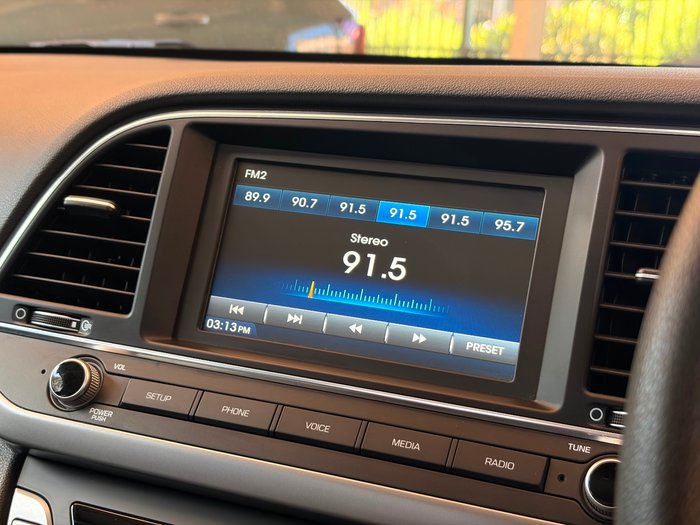 FM2
89.9 90.7 91.5 91.5 91.5 95.7
Stereo
91.5
03:13 PM
PRESET
VOL
POWER
PUSH
SETUP
PHONE
VOICE
MEDIA
RADIO
TUNE